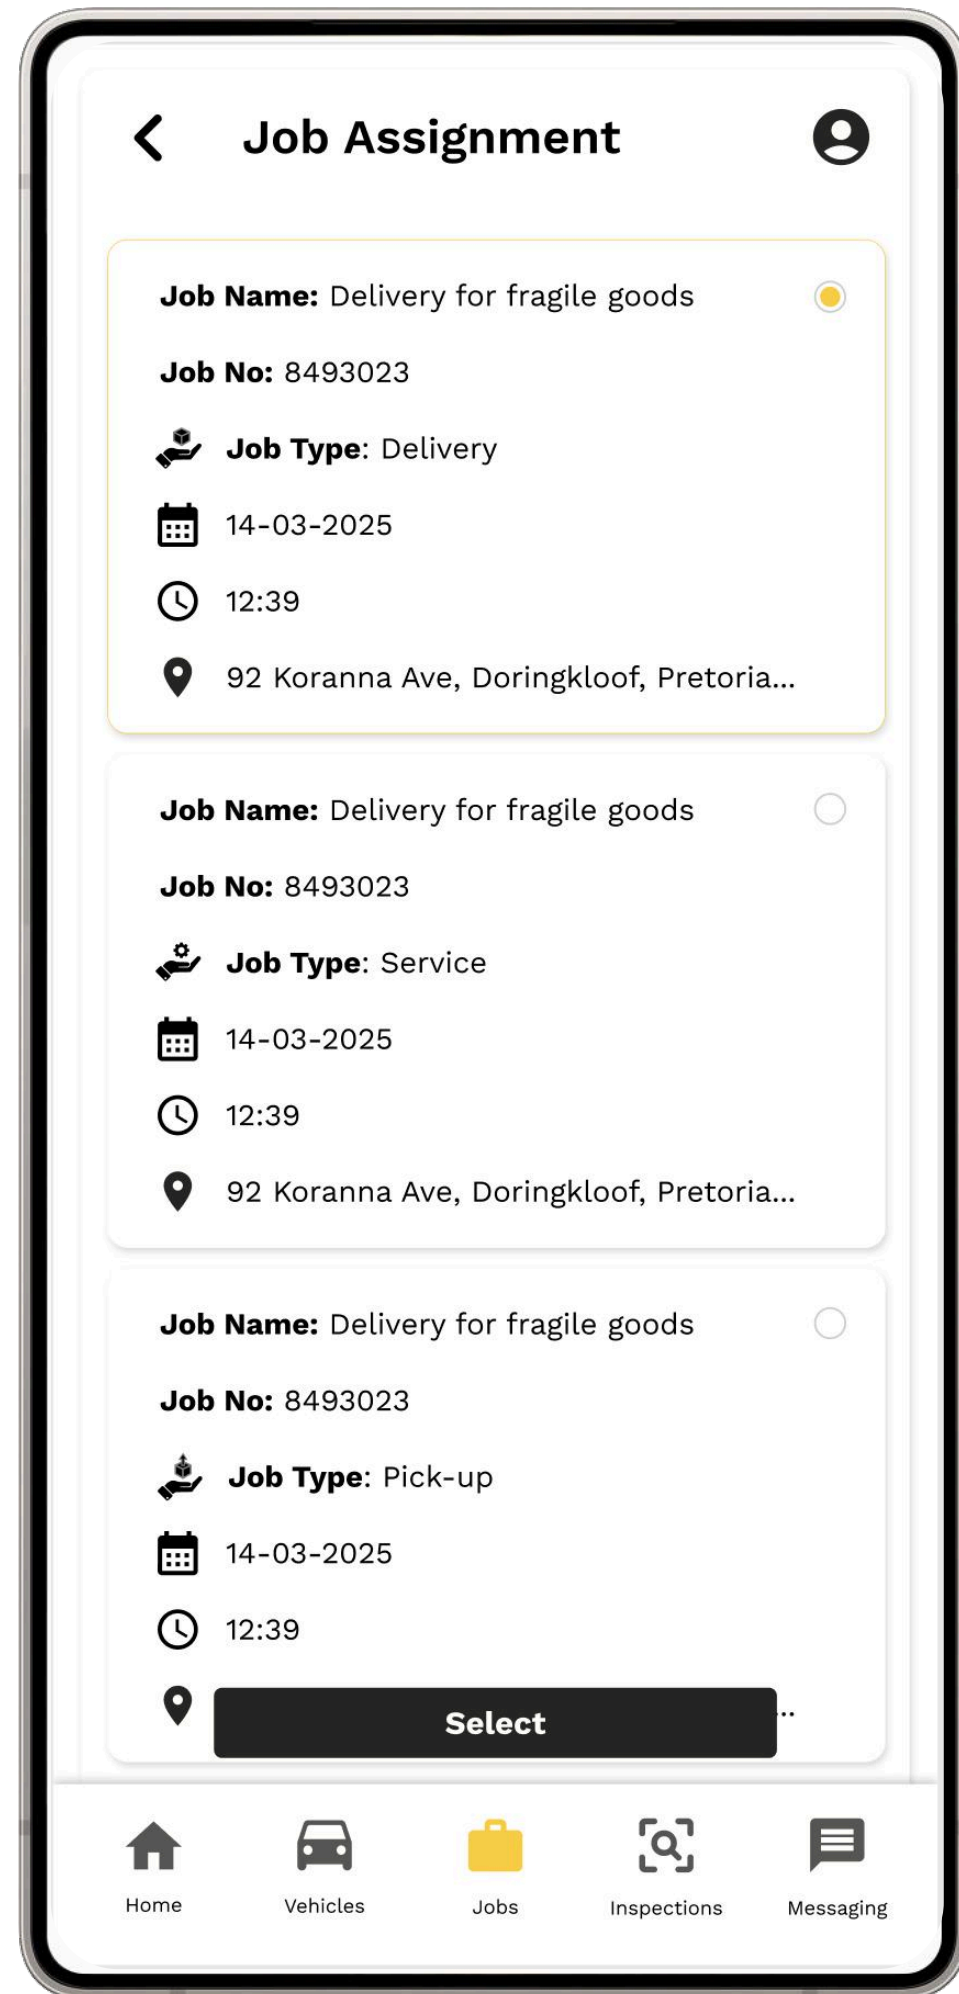 Job Assignment
Job Name: Delivery for fragile goods
Job No: 8493023
Job Type: Delivery
14-03-2025
12:39
92 Koranna Ave, Doringkloof, Pretoria...
Job Name: Delivery for fragile goods
Job No: 8493023
Job Type: Service
14-03-2025
12:39
92 Koranna Ave, Doringkloof, Pretoria...
Job Name: Delivery for fragile goods
Job No: 8493023
Job Type: Pick-up
14-03-2025
12:39
Select
Home Vehicles Jobs Inspections Messaging